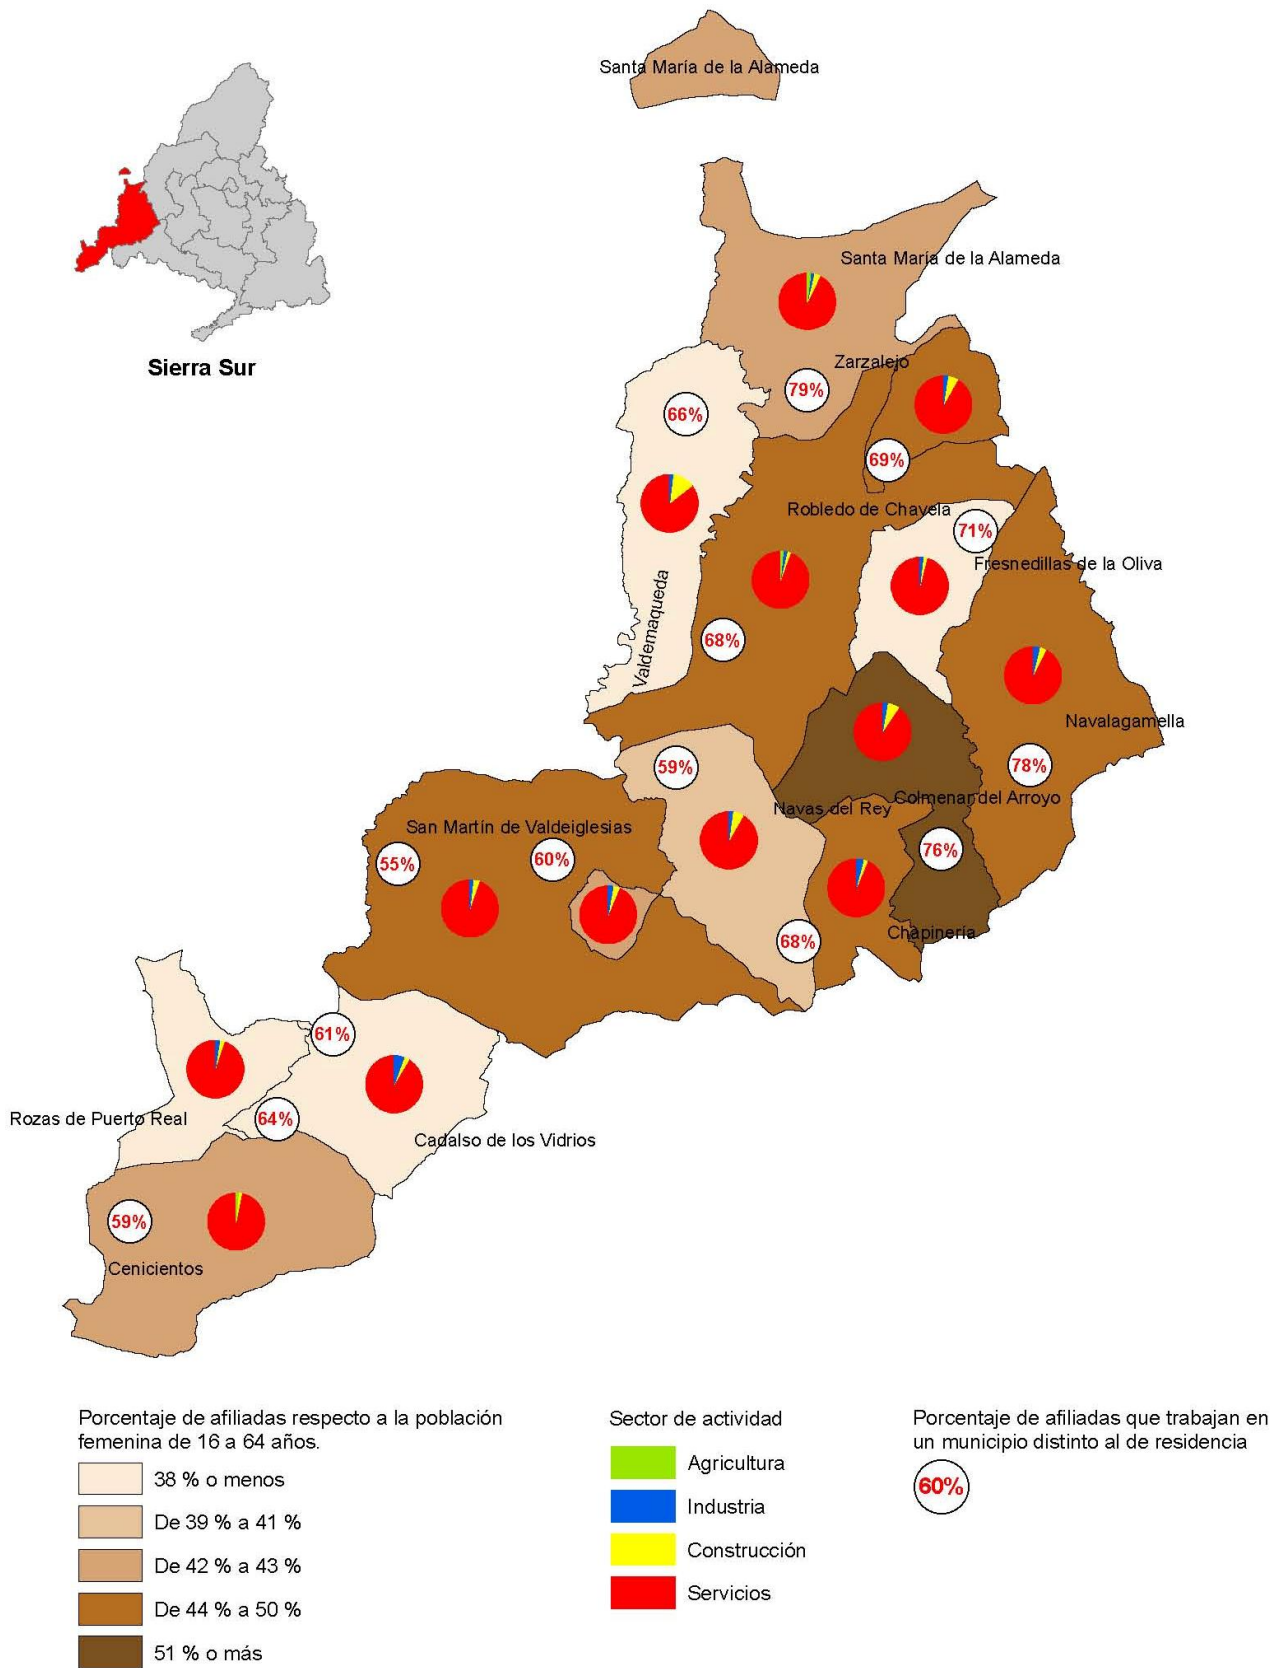 Santa María de la Alameda
Sierra Sur
Santa María de la Alameda
Zarzalejo
79%
66%
69%
Robledo de Chavela
71%
Fresnedillas de la Oliva
Valdemaqueda
68%
Navalagamella
59%
78%
Colmenar del Arroyo
Navas del Rey
San Martín de Valdeiglesias
55%
60%
76%
Chapinería
68%
61%
Rozas de Puerto Real
64%
Cadalso de los Vidrios
59%
Cenicientos
Porcentaje de afiliadas respecto a la población
femenina de 16 a 64 años.
38 % o menos
De 39 % a 41 %
De 42 % a 43 %
De 44 % a 50 %
51 % o más
Sector de actividad
Agricultura
Industria
Construcción
Servicios
Porcentaje de afiliadas que trabajan en
un municipio distinto al de residencia
60%